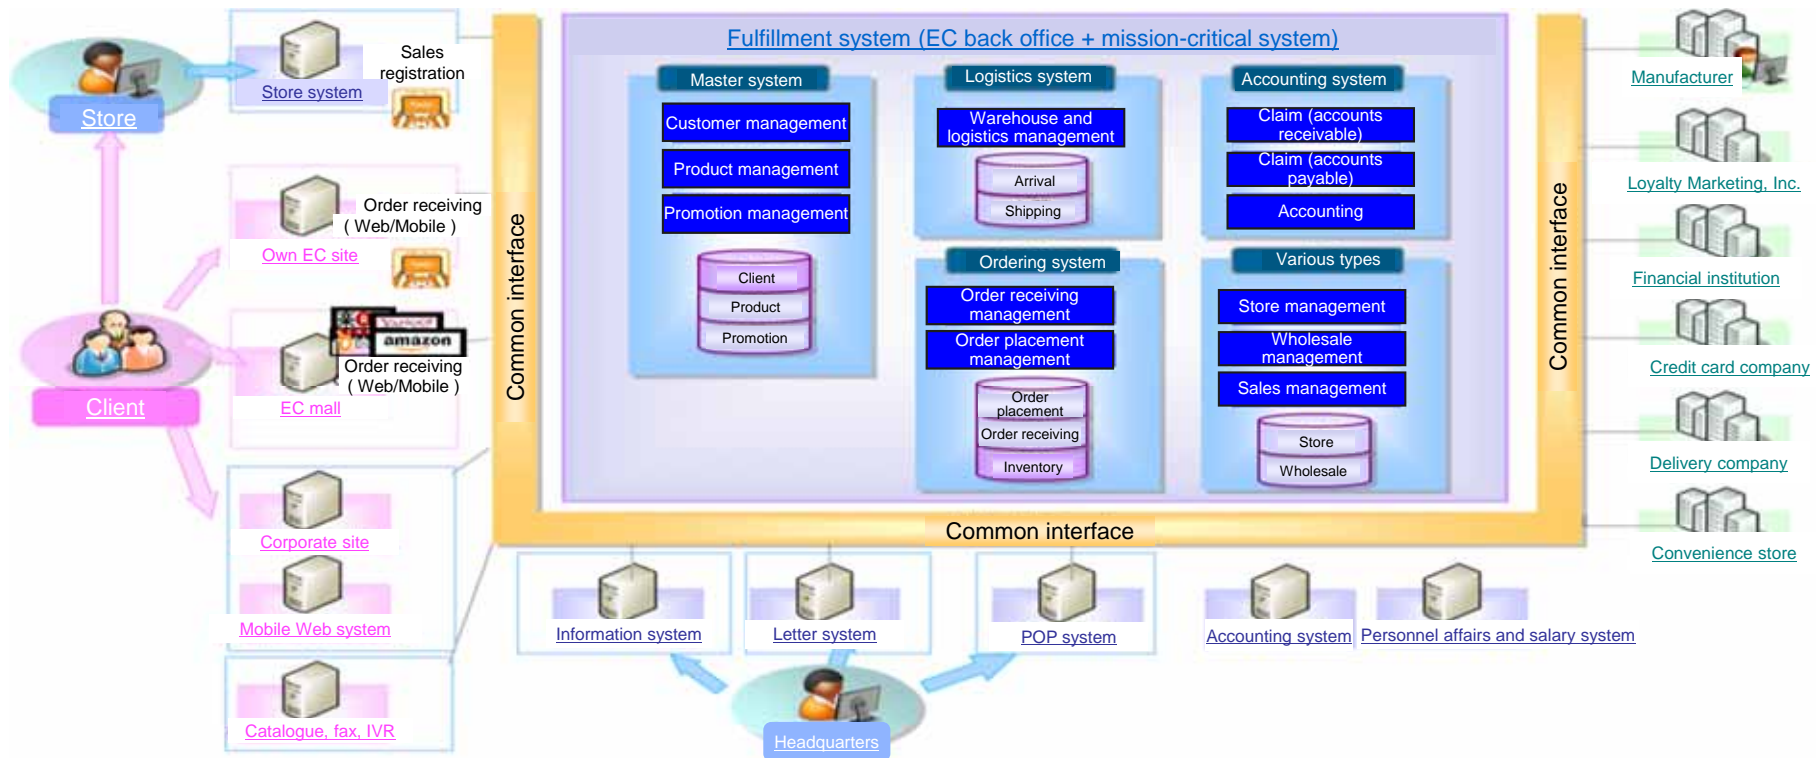 Fulfillment system (EC back office + mission-critical system)
Sales
registration
Store system
Store
Order receiving
( Web/Mobile )
Own EC site
YAHOO!
amazon
Order receiving
( Web/Mobile )
EC mall
Client
Corporate site
Mobile Web system
Catalogue, fax, IVR
Common interface
Master system
Customer management
Product management
Promotion management
Client
Product
Promotion
Logistics system
Warehouse and
logistics management
Arrival
Shipping
Ordering system
Order receiving
management
Order placement
management
Order
placement
Order receiving
Inventory
Accounting system
Claim (accounts
receivable)
Claim (accounts
payable)
Accounting
Various types
Store management
Wholesale
management
Sales management
Store
Wholesale
Common interface
Common interface
Manufacturer
Loyalty Marketing, Inc.
Financial institution
Credit card company
Delivery company
Convenience store
Information system
Letter system
POP system
Accounting system
Personnel affairs and salary system
Headquarters